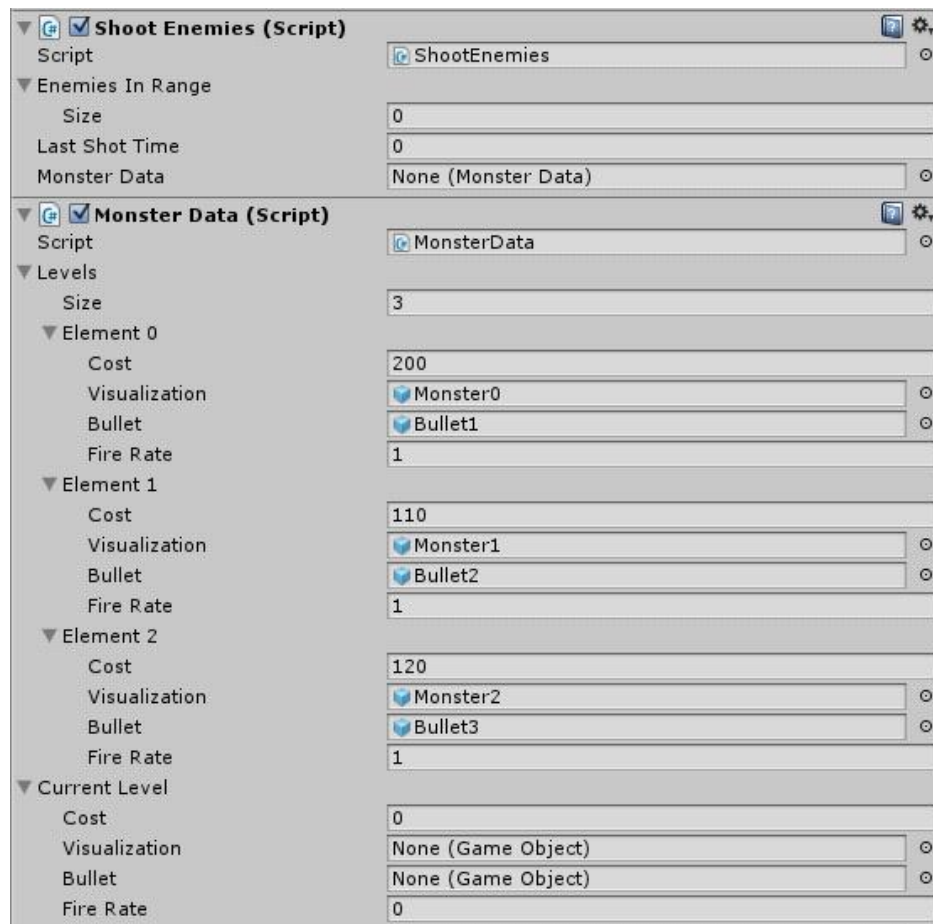 Shoot Enemies (Script)
Script ShootEnemies
Enemies In Range
Size 0
Last Shot Time 0
Monster Data None (Monster Data)
Monster Data (Script)
Script MonsterData
Levels
Size 3
Element 0
Cost 200
Visualization Monster0
Bullet Bullet1
Fire Rate 1
Element 1
Cost 110
Visualization Monster1
Bullet Bullet2
Fire Rate 1
Element 2
Cost 120
Visualization Monster2
Bullet Bullet3
Fire Rate 1
Current Level
Cost 0
Visualization None (Game Object)
Bullet None (Game Object)
Fire Rate 0